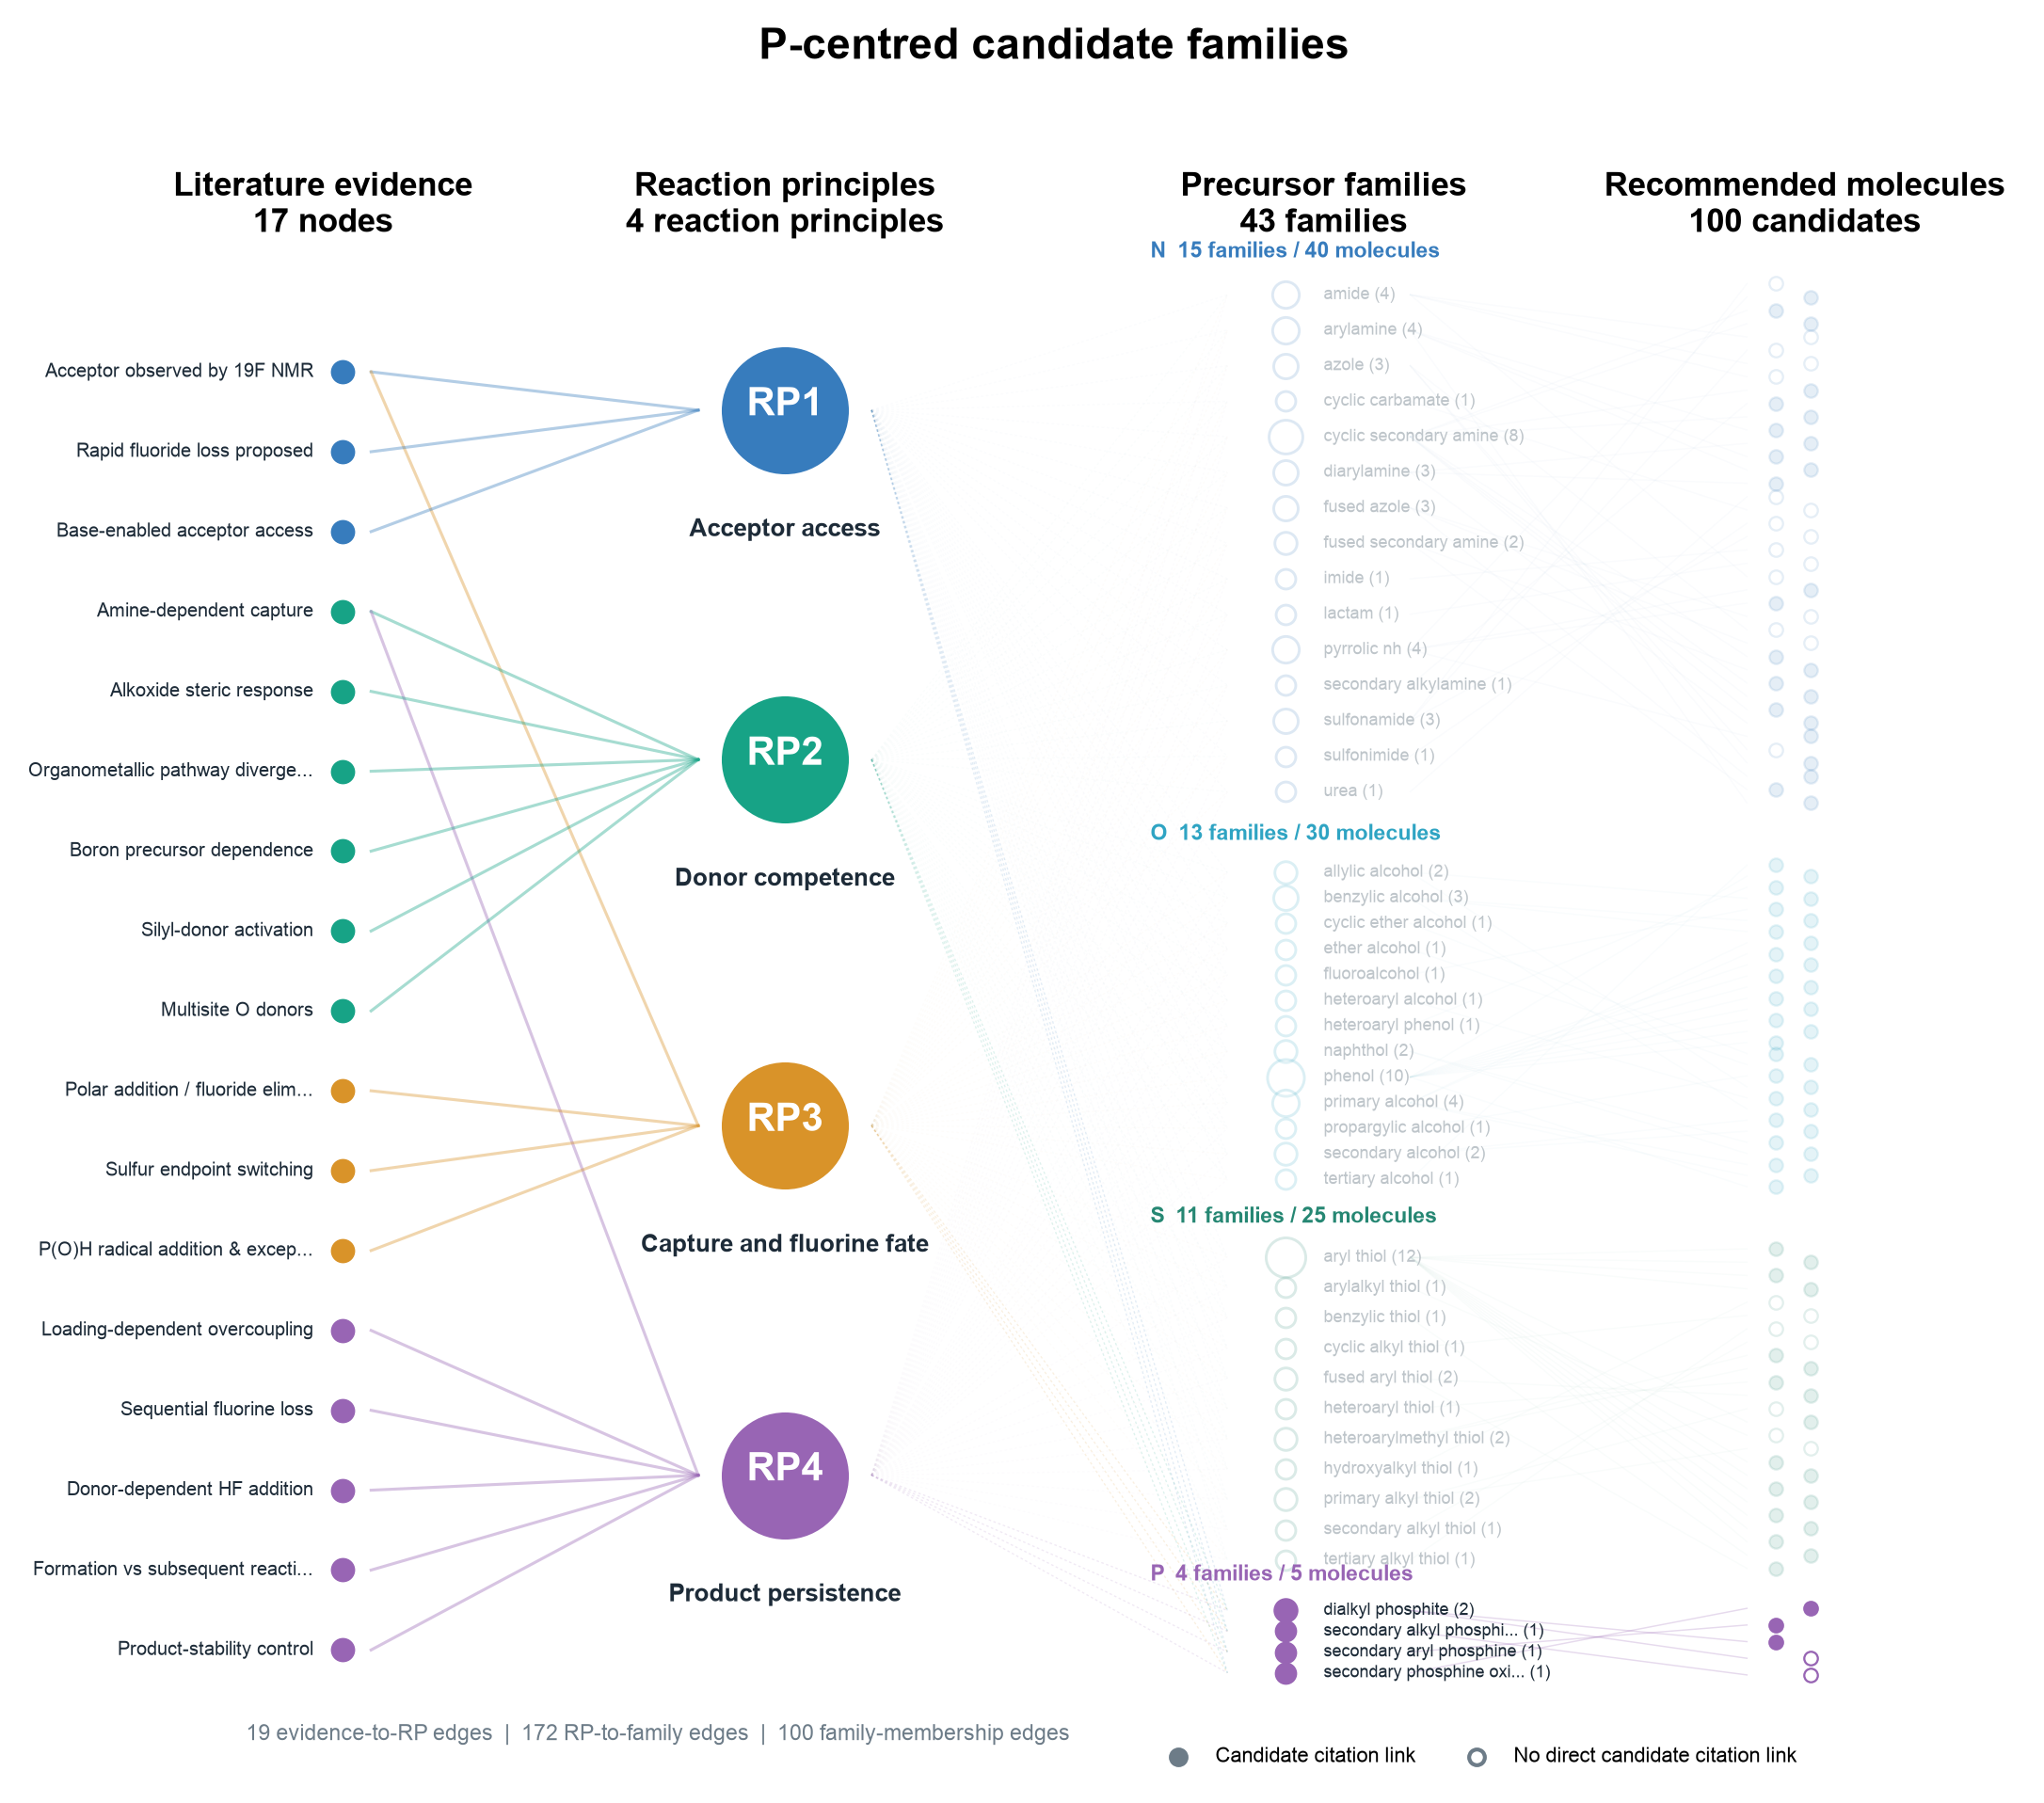 P-centred candidate families
Literature evidence
17 nodes
Reaction principles
4 reaction principles
Precursor families
43 families
Recommended molecules
100 candidates
Acceptor observed by 19F NMR
Rapid fluoride loss proposed
Base-enabled acceptor access
Amine-dependent capture
Alkoxide steric response
Organometallic pathway diverge...
Boron precursor dependence
Silyl-donor activation
Multisite O donors
Polar addition / fluoride elim...
Sulfur endpoint switching
P(O)H radical addition & excep...
Loading-dependent overcoupling
Sequential fluorine loss
Donor-dependent HF addition
Formation vs subsequent reacti...
Product-stability control
RP1
Acceptor access
RP2
Donor competence
RP3
Capture and fluorine fate
RP4
Product persistence
N 15 families / 40 molecules
amide (4)
arylamine (4)
azole (3)
cyclic carbamate (1)
cyclic secondary amine (8)
diarylamine (3)
fused azole (3)
fused secondary amine (2)
imide (1)
lactam (1)
pyrrolic nh (4)
secondary alkylamine (1)
sulfonamide (3)
sulfonimide (1)
urea (1)
O 13 families / 30 molecules
allylic alcohol (2)
benzylic alcohol (3)
cyclic ether alcohol (1)
ether alcohol (1)
fluoroalcohol (1)
heteroaryl alcohol (1)
heteroaryl phenol (1)
naphthol (2)
phenol (10)
primary alcohol (4)
propargylic alcohol (1)
secondary alcohol (2)
tertiary alcohol (1)
S 11 families / 25 molecules
aryl thiol (12)
arylalkyl thiol (1)
benzylic thiol (1)
cyclic alkyl thiol (1)
fused aryl thiol (2)
heteroaryl thiol (1)
heteroarylmethyl thiol (2)
hydroxyalkyl thiol (1)
primary alkyl thiol (2)
secondary alkyl thiol (1)
tertiary alkyl thiol (1)
P 4 families / 5 molecules
dialkyl phosphite (2)
secondary alkyl phosphi... (1)
secondary aryl phosphine (1)
secondary phosphine oxi... (1)
19 evidence-to-RP edges | 172 RP-to-family edges | 100 family-membership edges
Candidate citation link
No direct candidate citation link